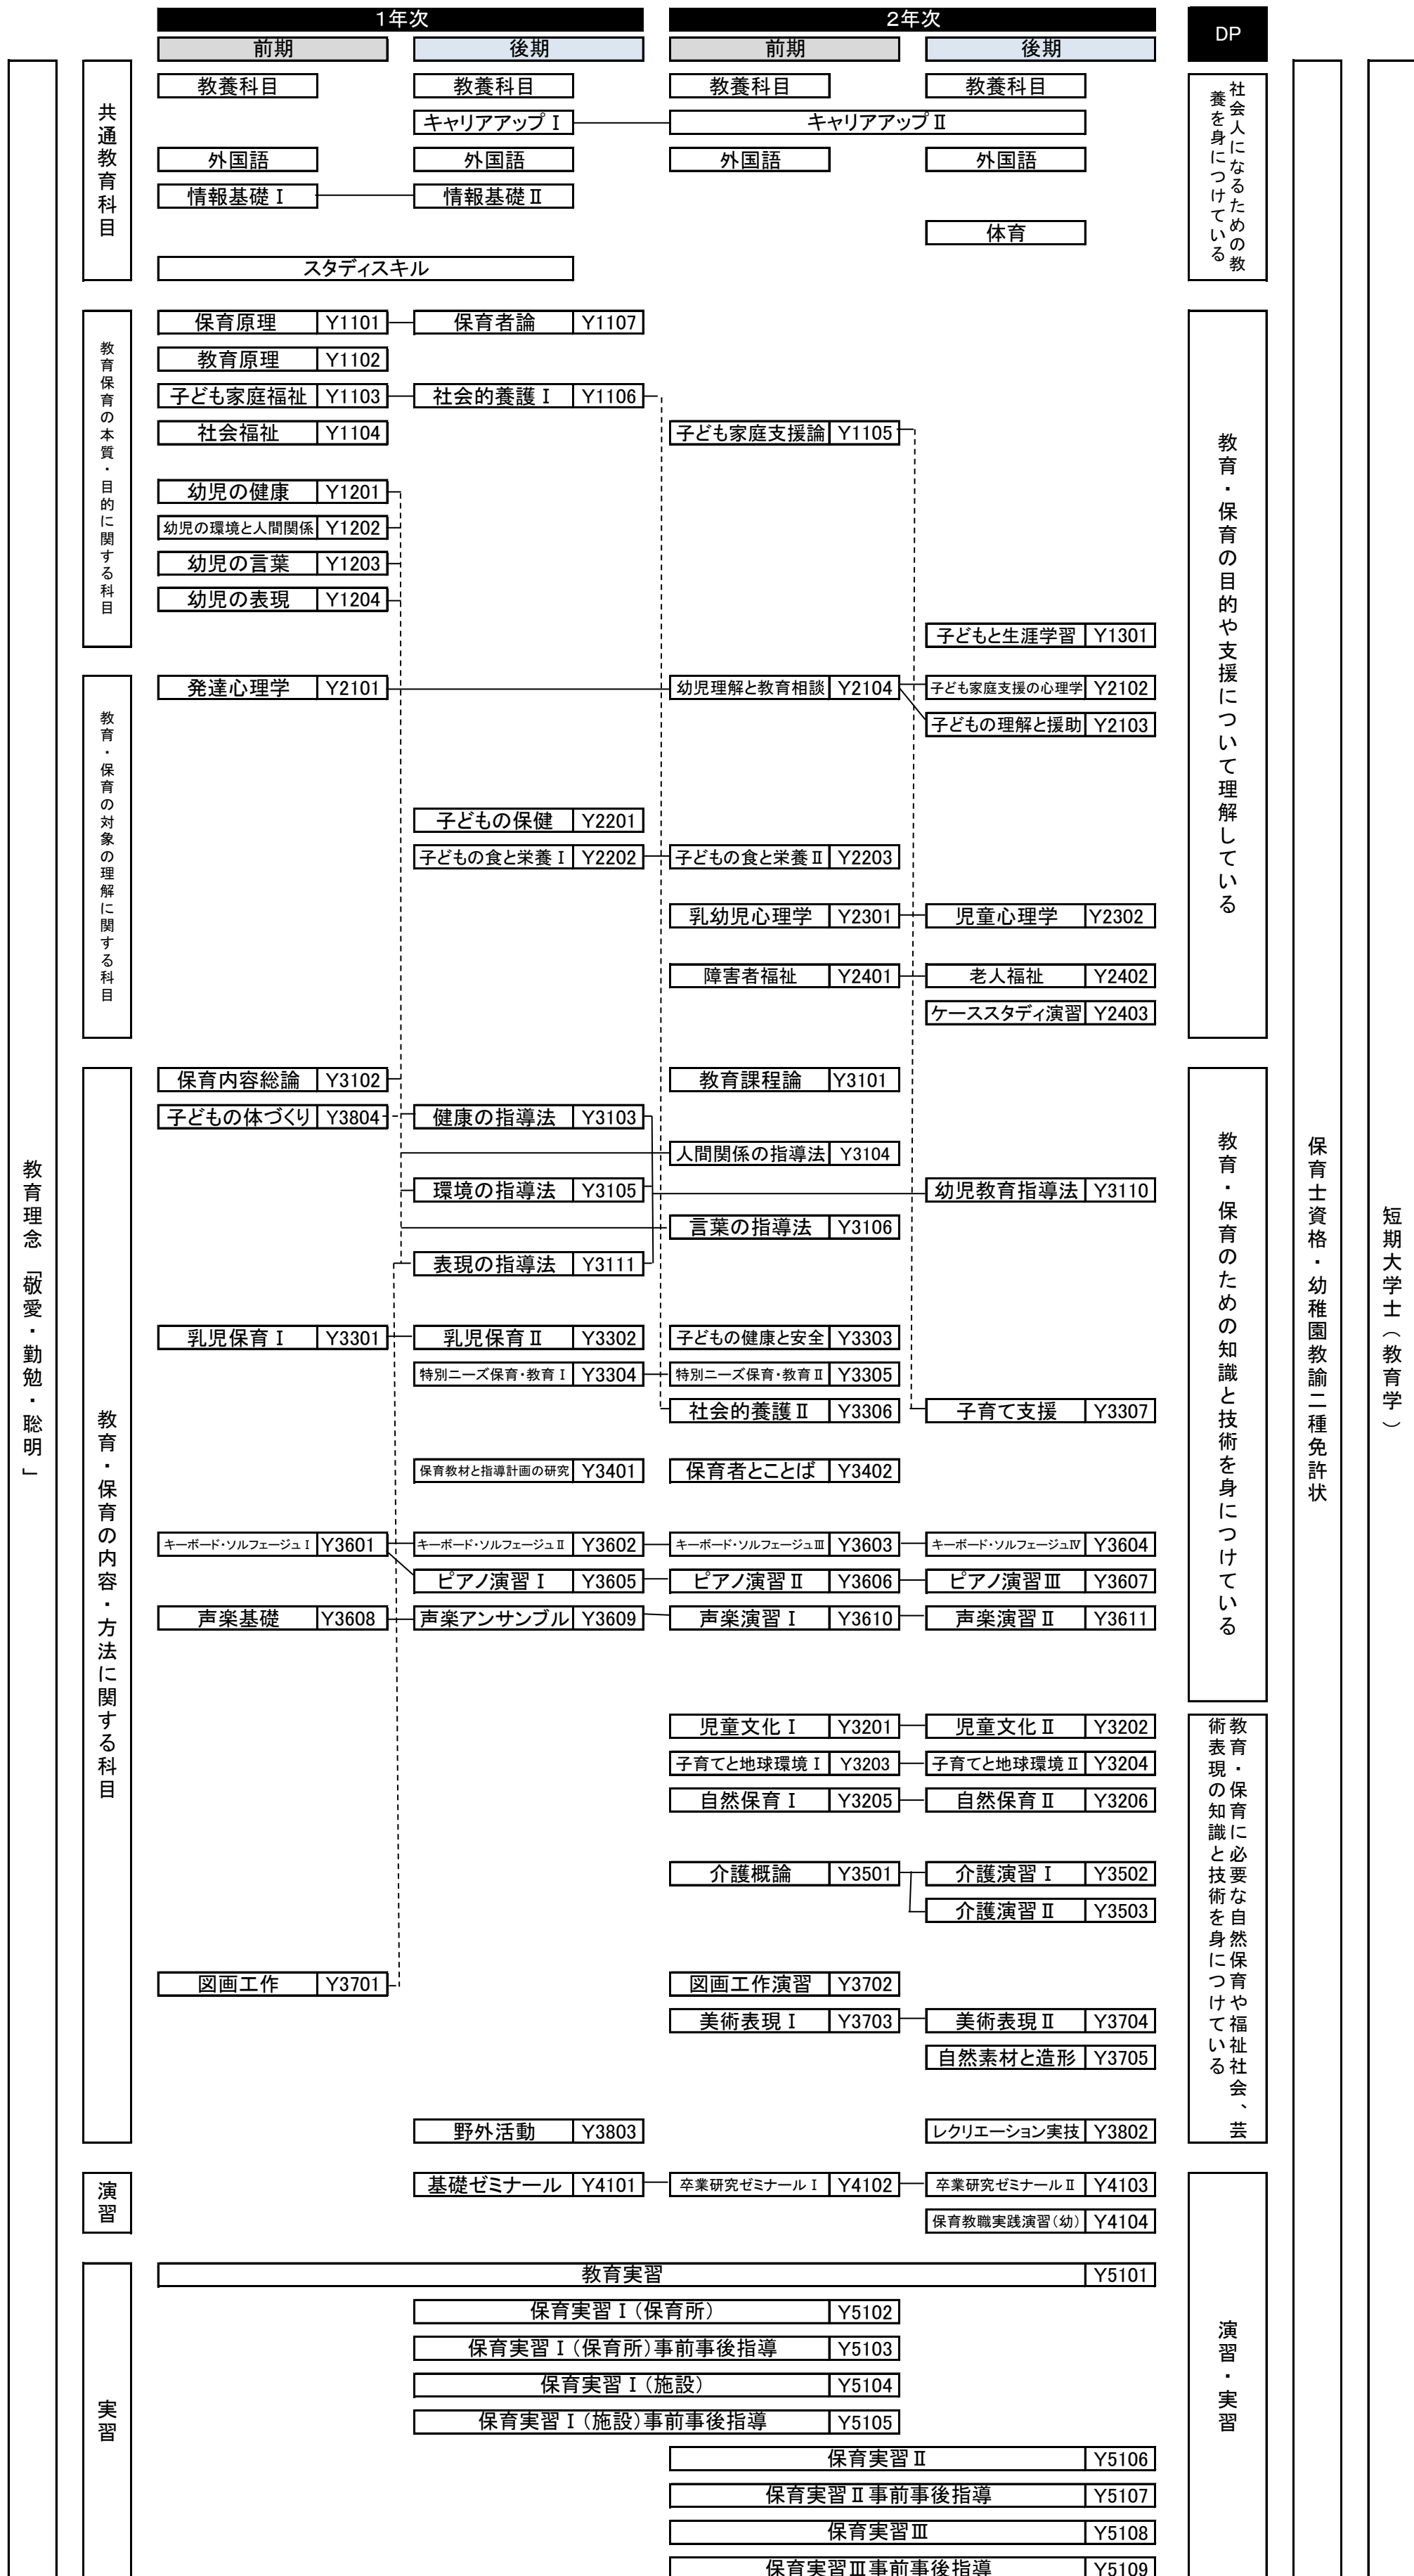 1年次
2年次
DP
前期
後期
前期
後期
教育理念「敬愛・勤勉・聡明」
共通教育科目
教養科目
教養科目
教養科目
教養科目
キャリアアップⅠ
キャリアアップⅡ
外国語
外国語
外国語
外国語
情報基礎Ⅰ
情報基礎Ⅱ
体育
スタディスキル
社会人になるための教
養を身につけている
教育保育の本質・目的に関する科目
保育原理 Y1101
保育者論 Y1107
教育原理 Y1102
子ども家庭福祉 Y1103
社会的養護Ⅰ Y1106
社会福祉 Y1104
子ども家庭支援論 Y1105
幼児の健康 Y1201
幼児の環境と人間関係 Y1202
幼児の言葉 Y1203
幼児の表現 Y1204
子どもと生涯学習 Y1301
教育・保育の目的や支援について理解している
教育・保育の対象の理解に関する科目
発達心理学 Y2101
幼児理解と教育相談 Y2104
子ども家庭支援の心理学 Y2102
子どもの理解と援助 Y2103
子どもの保健 Y2201
子どもの食と栄養Ⅰ Y2202
子どもの食と栄養Ⅱ Y2203
乳幼児心理学 Y2301
児童心理学 Y2302
障害者福祉 Y2401
老人福祉 Y2402
ケーススタディ演習 Y2403
教育・保育の内容・方法に関する科目
保育内容総論 Y3102
教育課程論 Y3101
子どもの体づくり Y3804
健康の指導法 Y3103
人間関係の指導法 Y3104
環境の指導法 Y3105
幼児教育指導法 Y3110
言葉の指導法 Y3106
表現の指導法 Y3111
乳児保育Ⅰ Y3301
乳児保育Ⅱ Y3302
子どもの健康と安全 Y3303
特別ニーズ保育・教育Ⅰ Y3304
特別ニーズ保育・教育Ⅱ Y3305
社会的養護Ⅱ Y3306
子育て支援 Y3307
保育教材と指導計画の研究 Y3401
保育者とことば Y3402
キーボード・ソルフェージュⅠ Y3601
キーボード・ソルフェージュⅡ Y3602
キーボード・ソルフェージュⅢ Y3603
キーボード・ソルフェージュⅣ Y3604
ピアノ演習Ⅰ Y3605
ピアノ演習Ⅱ Y3606
ピアノ演習Ⅲ Y3607
声楽基礎 Y3608
声楽アンサンブル Y3609
声楽演習Ⅰ Y3610
声楽演習Ⅱ Y3611
教育・保育のための知識と技術を身につけている
児童文化Ⅰ Y3201
児童文化Ⅱ Y3202
子育てと地球環境Ⅰ Y3203
子育てと地球環境Ⅱ Y3204
自然保育Ⅰ Y3205
自然保育Ⅱ Y3206
介護概論 Y3501
介護演習Ⅰ Y3502
介護演習Ⅱ Y3503
図画工作 Y3701
図画工作演習 Y3702
美術表現Ⅰ Y3703
美術表現Ⅱ Y3704
自然素材と造形 Y3705
野外活動 Y3803
レクリエーション実技 Y3802
教育・保育に必要な自然保育や福祉社会、芸
術表現の知識と技術を身につけている
演習
基礎ゼミナール Y4101
卒業研究ゼミナールⅠ Y4102
卒業研究ゼミナールⅡ Y4103
保育教職実践演習(幼) Y4104
実習
教育実習 Y5101
保育実習Ⅰ(保育所) Y5102
保育実習Ⅰ(保育所)事前事後指導 Y5103
保育実習Ⅰ(施設) Y5104
保育実習Ⅰ(施設)事前事後指導 Y5105
保育実習Ⅱ Y5106
保育実習Ⅱ事前事後指導 Y5107
保育実習Ⅲ Y5108
保育実習Ⅲ事前事後指導 Y5109
演習・実習
保育士資格・幼稚園教諭二種免許状
短期大学士(教育学)